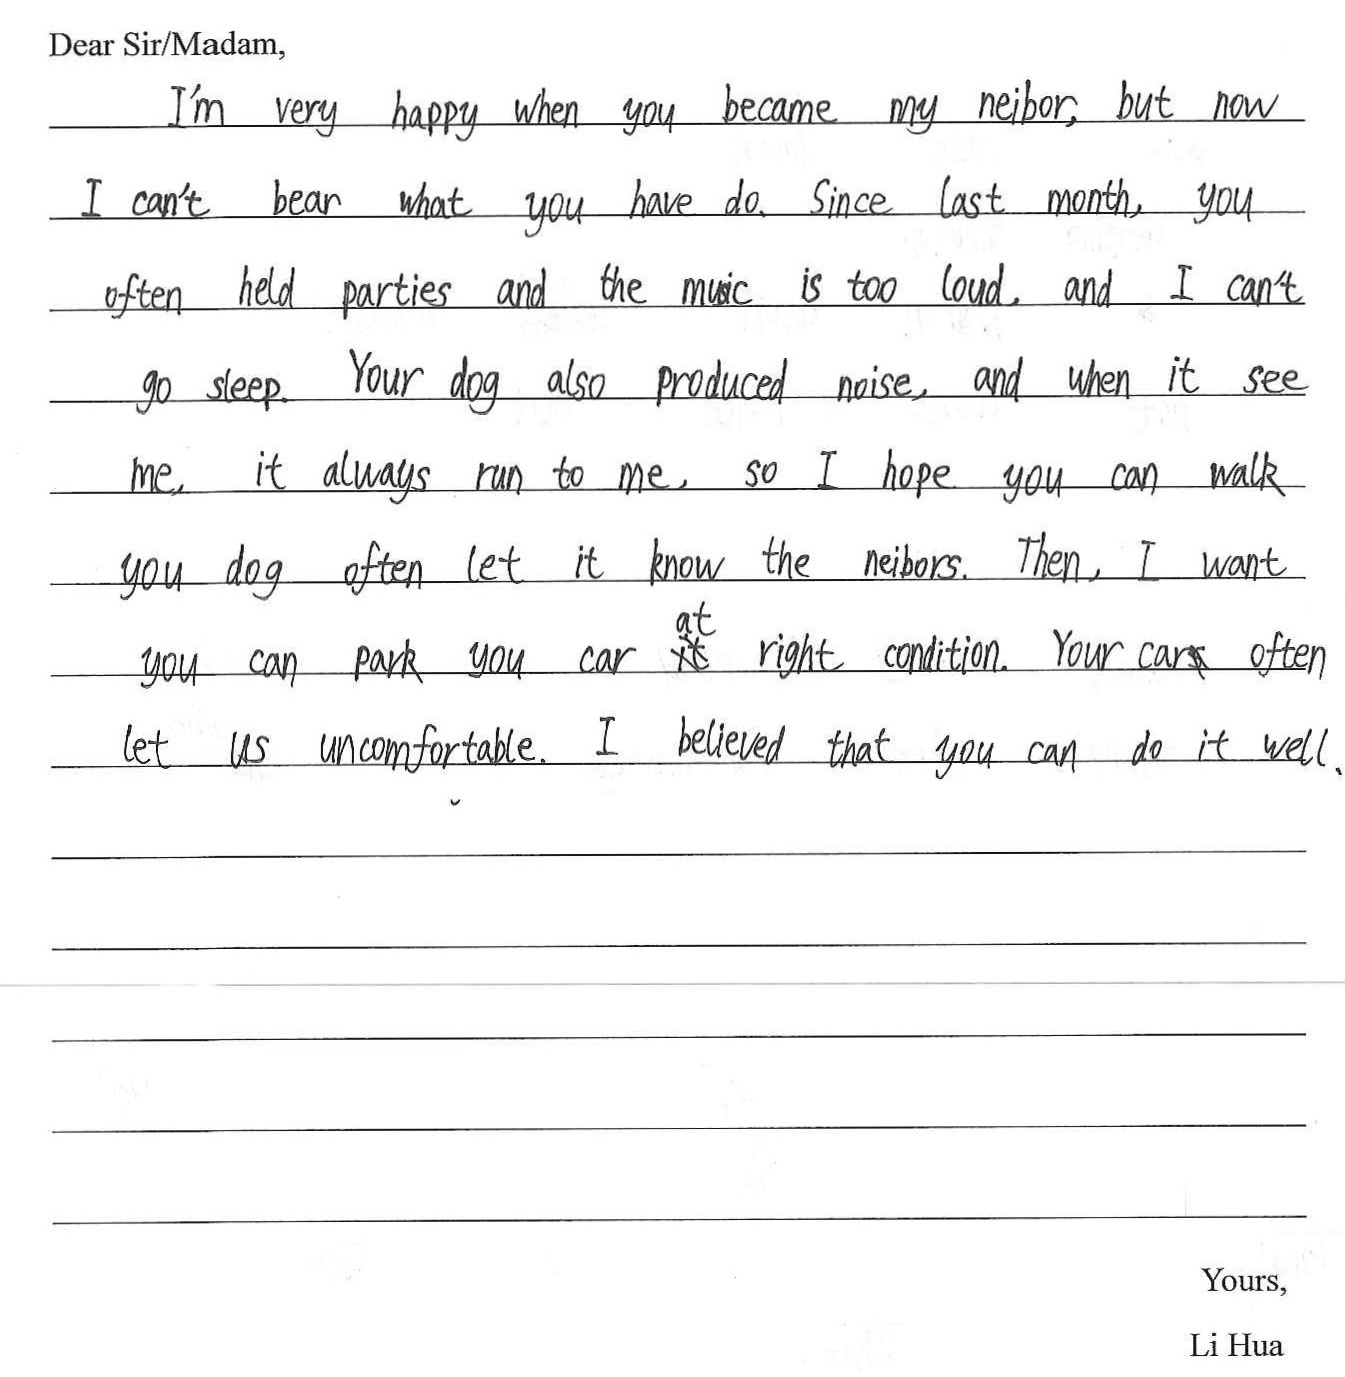 Dear Sir/Madam,
I'm very happy when you became my neibor, but now
I can't bear what you have do. Since last month, you
often held parties and the music is too loud, and I can't
go sleep. Your dog also produced noise, and when it see
me, it always run to me, so I hope you can walk
you dog often let it know the neibors. Then, I want
you can park you car at right condition. Your car often
let us uncomfortable. I believed that you can do it well.
Yours,
Li Hua